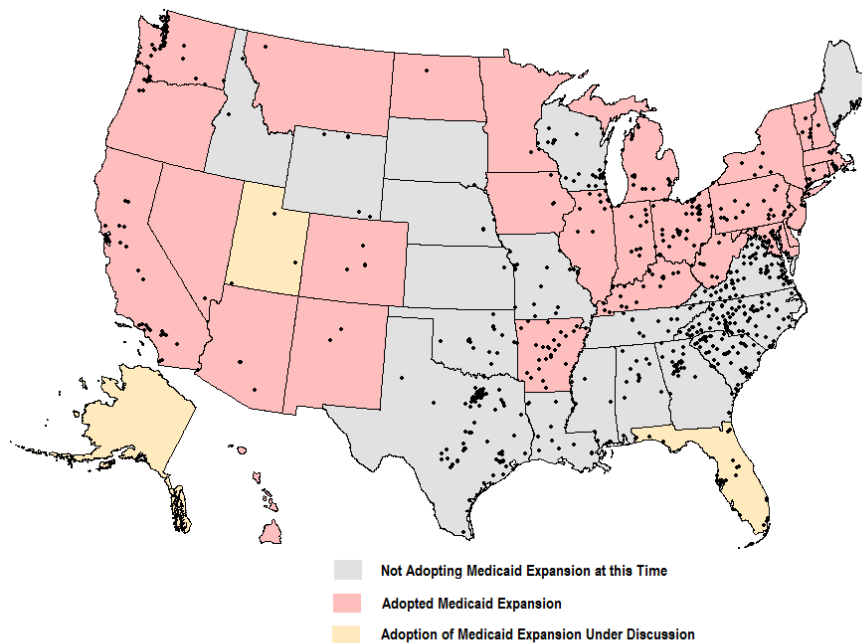 Not Adopting Medicaid Expansion at this Time
Adopted Medicaid Expansion
Adoption of Medicaid Expansion Under Discussion